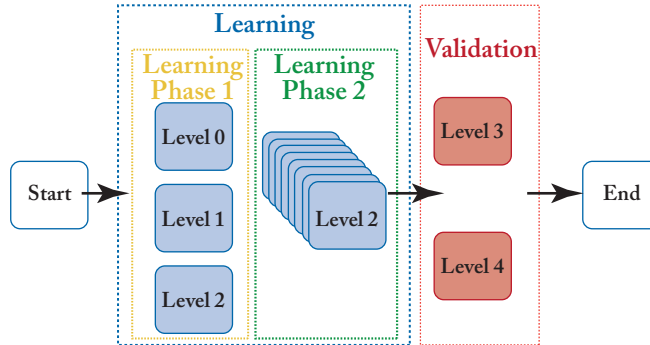 Learning
Validation
Learning
Phase 1
Learning
Phase 2
Level 0
Level 1
Level 2
Level 2
Level 3
Level 4
Start
End